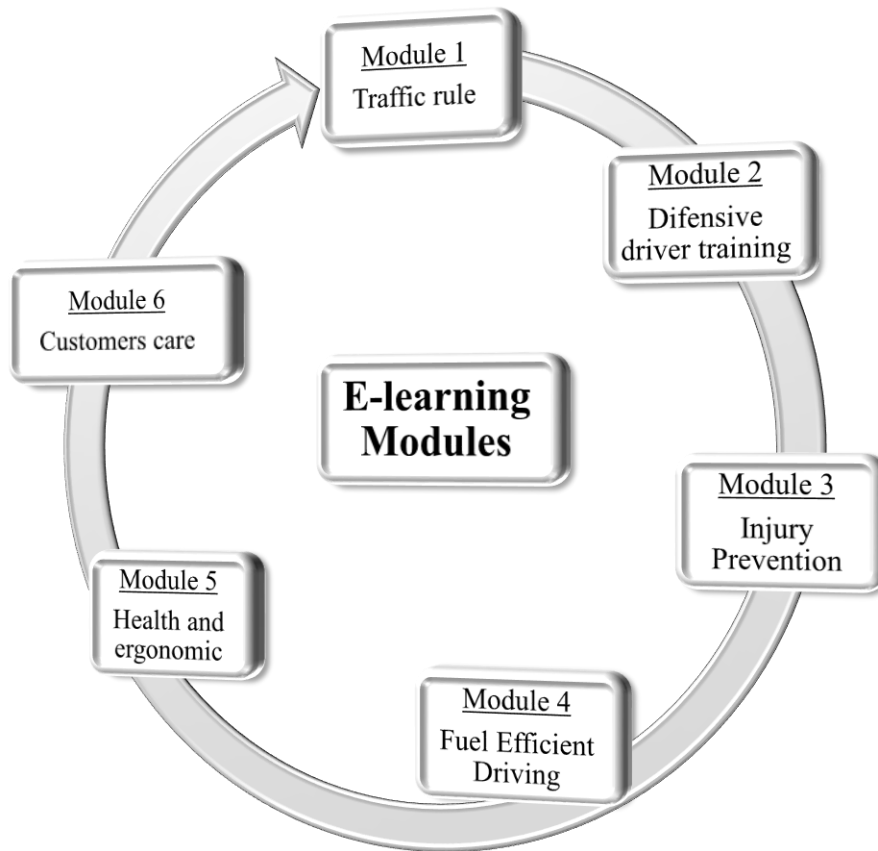 Module 1
Traffic rule
Module 2
Difensive
driver training
Module 3
Injury
Prevention
Module 4
Fuel Efficient
Driving
Module 5
Health and
ergonomic
Module 6
Customers care
E-learning
Modules